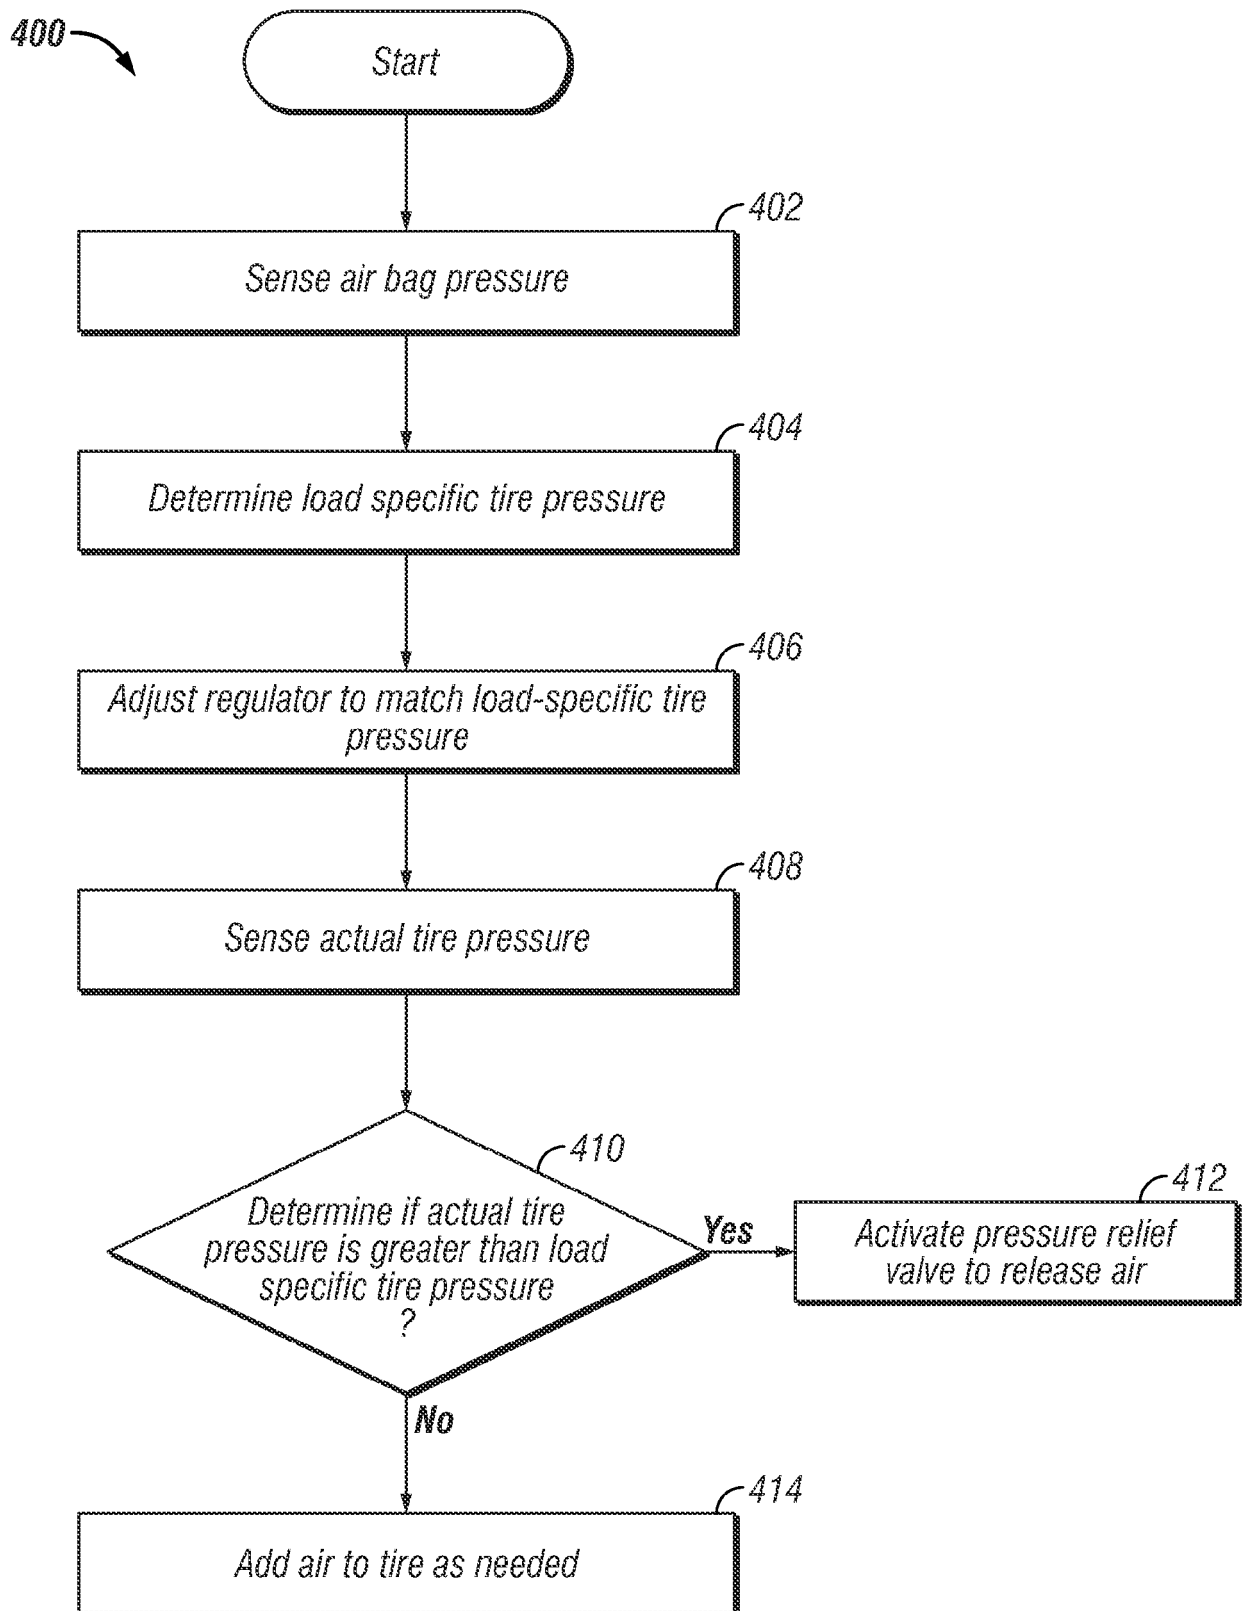 400
Start
402
Sense air bag pressure
404
Determine load specific tire pressure
406
Adjust regulator to match load-specific tire
pressure
408
Sense actual tire pressure
410
Determine if actual tire
pressure is greater than load
specific tire pressure
?
Yes
412
Activate pressure relief
valve to release air
No
414
Add air to tire as needed